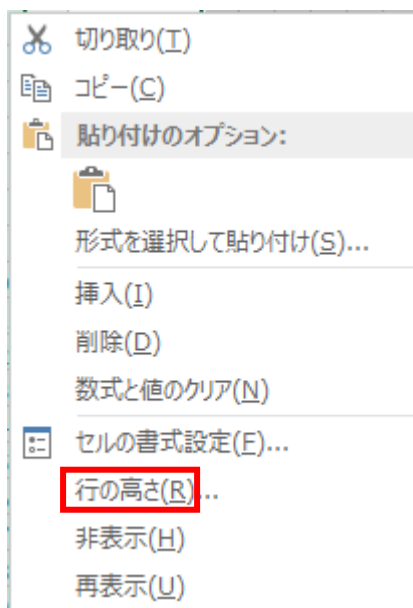 切り取り(T)
コピー(C)
貼り付けのオプション:
形式を選択して貼り付け(S)...
挿入(I)
削除(D)
数式と値のクリア(N)
セルの書式設定(F)...
行の高さ(R)...
非表示(H)
再表示(U)